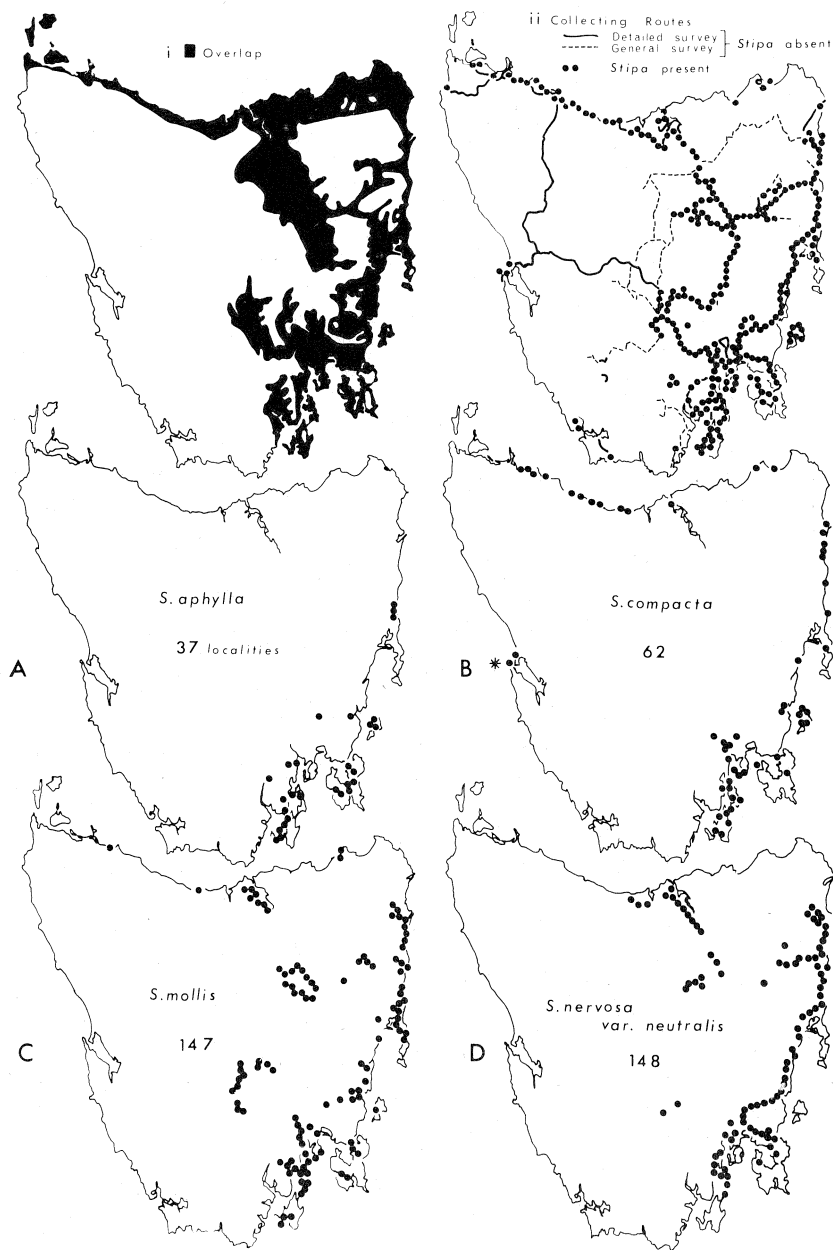 i Overlap
ii Collecting Routes
Detailed survey
General survey
Stipa absent
Stipa present
S. aphylla
37 localities
A
S. compacta
62
* B
S. mollis
147
C
S. nervosa
var. neutralis
148
D